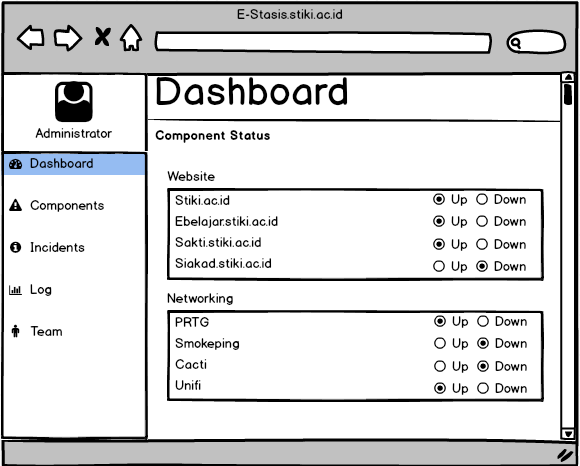 E-Stasis.stiki.ac.id
Administrator
Dashboard
Components
Incidents
Log
Team
Dashboard
Component Status
Website
Stiki.ac.id Up Down
Ebelajar.stiki.ac.id Up Down
Sakti.stiki.ac.id Up Down
Siakad.stiki.ac.id Up Down
Networking
PRTG Up Down
Smokeping Up Down
Cacti Up Down
Unifi Up Down